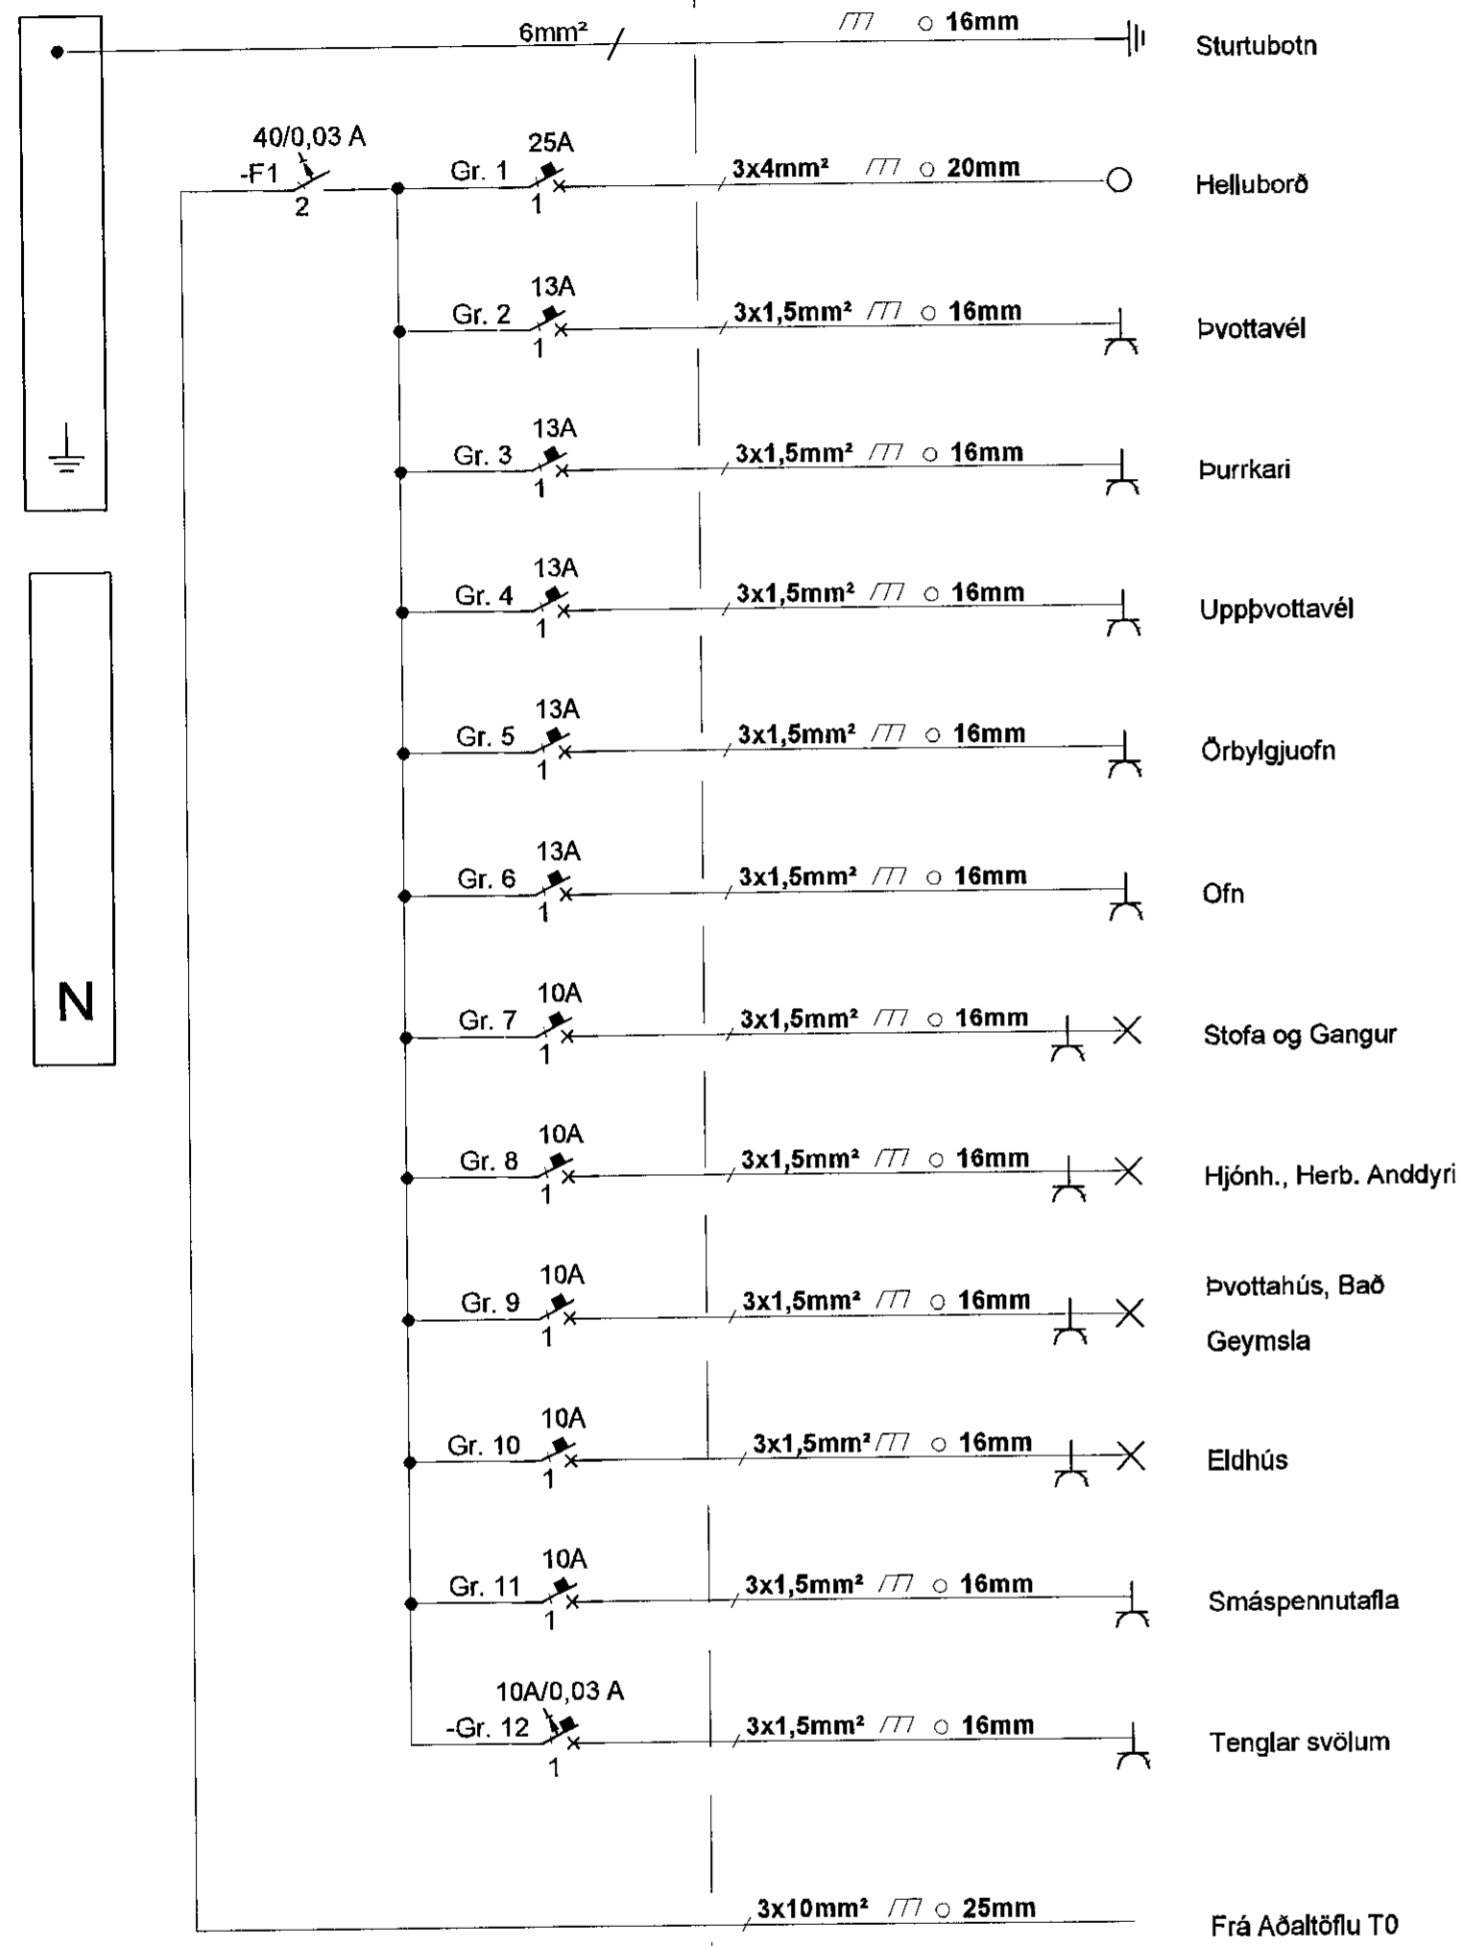 6mm² 16mm Sturtubotn
40/0,03 A
-F1
2
25A
Gr. 1 3x4mm² 20mm Helluborð
1
13A
Gr. 2 3x1,5mm² 16mm Þvottavél
1
13A
Gr. 3 3x1,5mm² 16mm Þurrkari
1
13A
Gr. 4 3x1,5mm² 16mm Uppþvottavél
1
13A
Gr. 5 3x1,5mm² 16mm Örbylgjuofn
1
13A
Gr. 6 3x1,5mm² 16mm Ofn
1
N
10A
Gr. 7 3x1,5mm² 16mm Stofa og Gangur
1
10A
Gr. 8 3x1,5mm² 16mm Hjónh., Herb. Anddyri
1
10A
Gr. 9 3x1,5mm² 16mm Þvottahús, Bað
Geymsla
1
10A
Gr. 10 3x1,5mm² 16mm Eldhús
1
10A
Gr. 11 3x1,5mm² 16mm Smáspennutafla
1
10A/0,03 A
-Gr. 12 3x1,5mm² 16mm Tenglar svölum
1
3x10mm² 25mm Frá Aðaltöflu T0